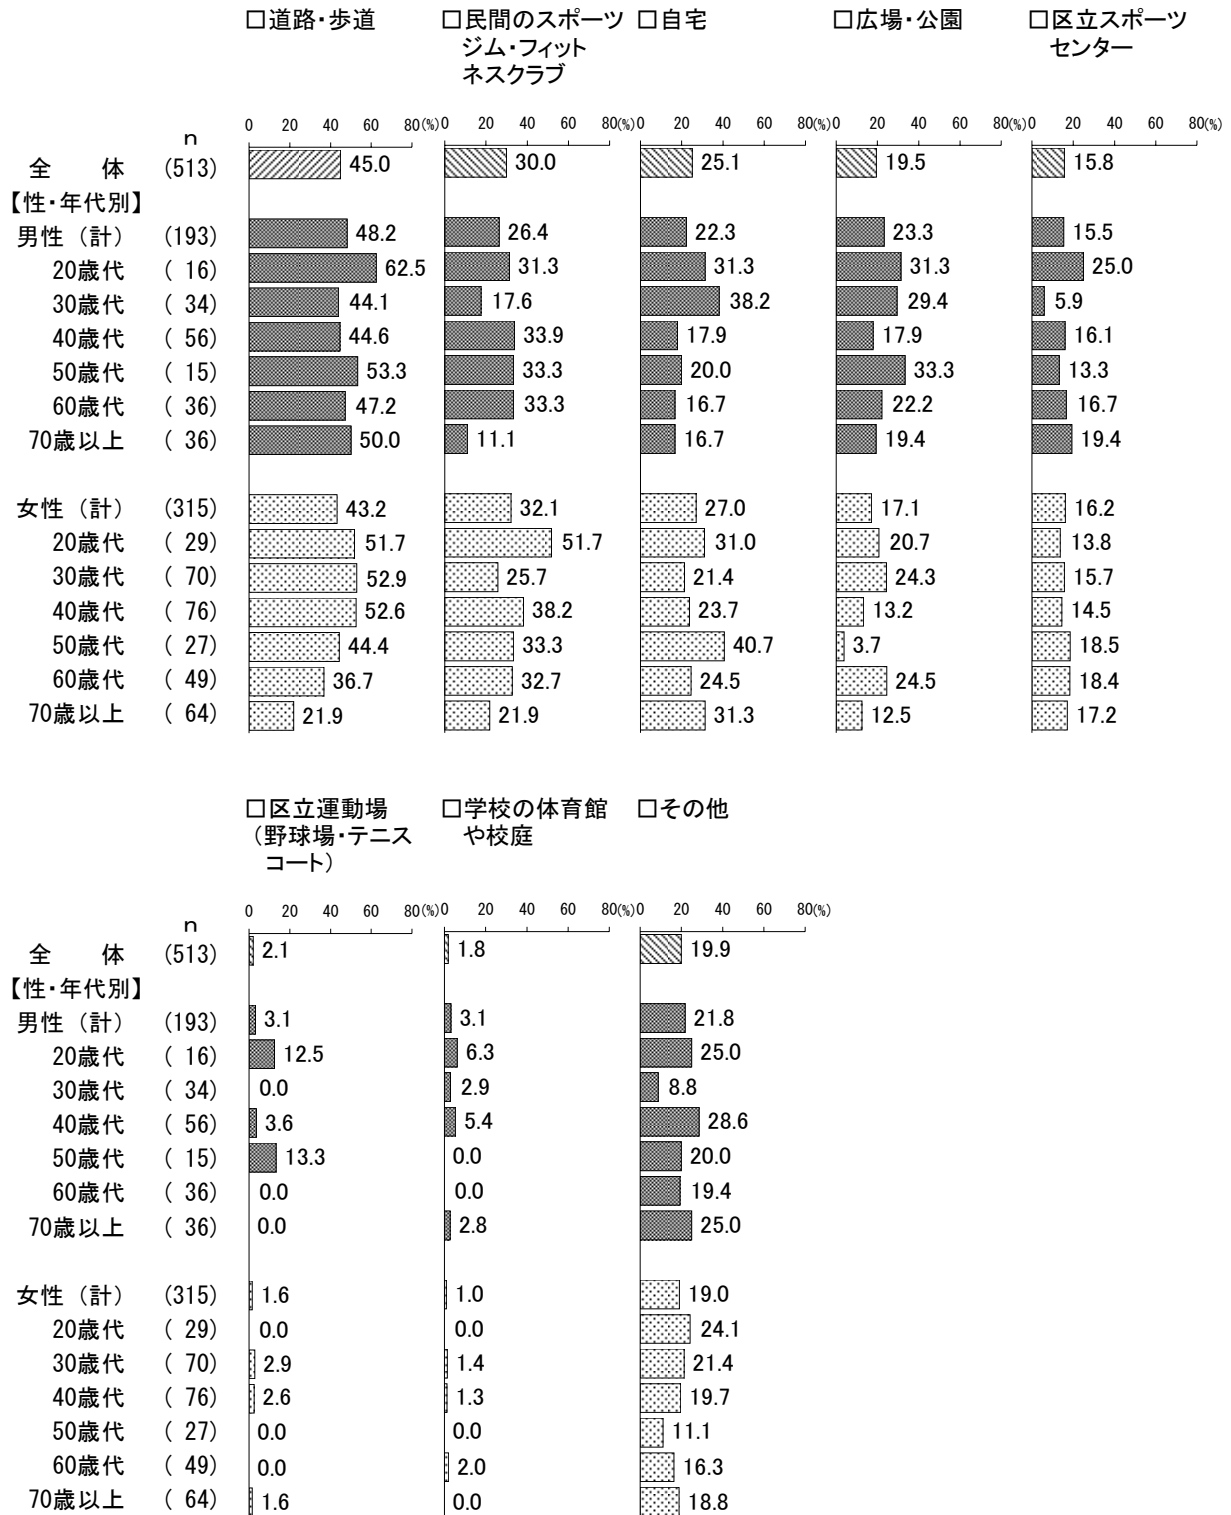 □道路・歩道 □民間のスポーツ □自宅 □広場・公園 □区立スポーツ
ジム・フィット センター
ネスクラブ
n 0 20 40 60 80(%) 0 20 40 60 80(%) 0 20 40 60 80(%) 0 20 40 60 80(%) 0 20 40 60 80(%)
全 体 (513) 45.0 30.0 25.1 19.5 15.8
【性・年代別】
男性（計） (193) 48.2 26.4 22.3 23.3 15.5
20歳代 ( 16) 62.5 31.3 31.3 31.3 25.0
30歳代 ( 34) 44.1 17.6 38.2 29.4 5.9
40歳代 ( 56) 44.6 33.9 17.9 17.9 16.1
50歳代 ( 15) 53.3 33.3 20.0 33.3 13.3
60歳代 ( 36) 47.2 33.3 16.7 22.2 16.7
70歳以上 ( 36) 50.0 11.1 16.7 19.4 19.4
女性（計） (315) 43.2 32.1 27.0 17.1 16.2
20歳代 ( 29) 51.7 51.7 31.0 20.7 13.8
30歳代 ( 70) 52.9 25.7 21.4 24.3 15.7
40歳代 ( 76) 52.6 38.2 23.7 13.2 14.5
50歳代 ( 27) 44.4 33.3 40.7 3.7 18.5
60歳代 ( 49) 36.7 32.7 24.5 24.5 18.4
70歳以上 ( 64) 21.9 21.9 31.3 12.5 17.2
□区立運動場 □学校の体育館 □その他
（野球場・テニス や校庭
コート）
n 0 20 40 60 80(%) 0 20 40 60 80(%) 0 20 40 60 80(%)
全 体 (513) 2.1 1.8 19.9
【性・年代別】
男性（計） (193) 3.1 3.1 21.8
20歳代 ( 16) 12.5 6.3 25.0
30歳代 ( 34) 0.0 2.9 8.8
40歳代 ( 56) 3.6 5.4 28.6
50歳代 ( 15) 13.3 0.0 20.0
60歳代 ( 36) 0.0 0.0 19.4
70歳以上 ( 36) 0.0 2.8 25.0
女性（計） (315) 1.6 1.0 19.0
20歳代 ( 29) 0.0 0.0 24.1
30歳代 ( 70) 2.9 1.4 21.4
40歳代 ( 76) 2.6 1.3 19.7
50歳代 ( 27) 0.0 0.0 11.1
60歳代 ( 49) 0.0 2.0 16.3
70歳以上 ( 64) 1.6 0.0 18.8